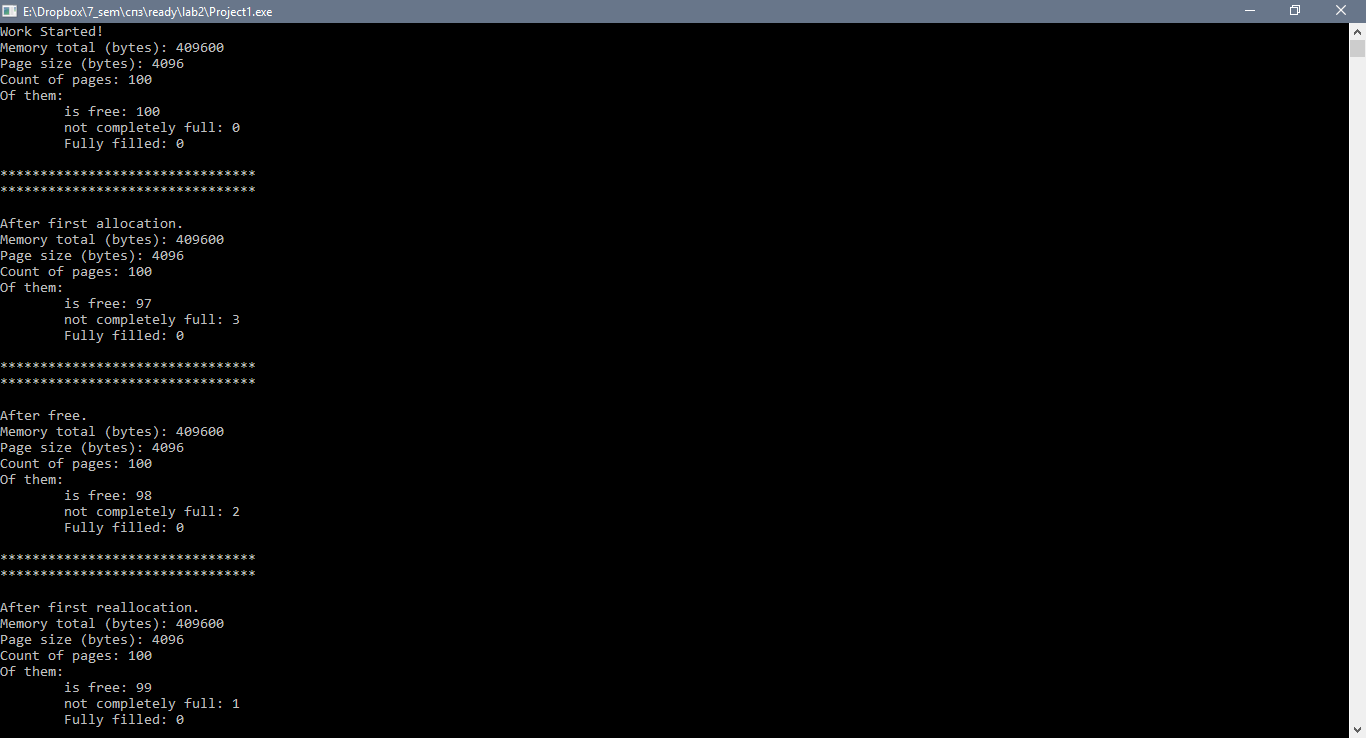 E:\Dropbox\7_sem\спз\ready\lab2\Project1.exe
Work Started!
Memory total (bytes): 409600
Page size (bytes): 4096
Count of pages: 100
Of them:
        is free: 100
        not completely full: 0
        Fully filled: 0
********************************
********************************
After first allocation.
Memory total (bytes): 409600
Page size (bytes): 4096
Count of pages: 100
Of them:
        is free: 97
        not completely full: 3
        Fully filled: 0
********************************
********************************
After free.
Memory total (bytes): 409600
Page size (bytes): 4096
Count of pages: 100
Of them:
        is free: 98
        not completely full: 2
        Fully filled: 0
********************************
********************************
After first reallocation.
Memory total (bytes): 409600
Page size (bytes): 4096
Count of pages: 100
Of them:
        is free: 99
        not completely full: 1
        Fully filled: 0